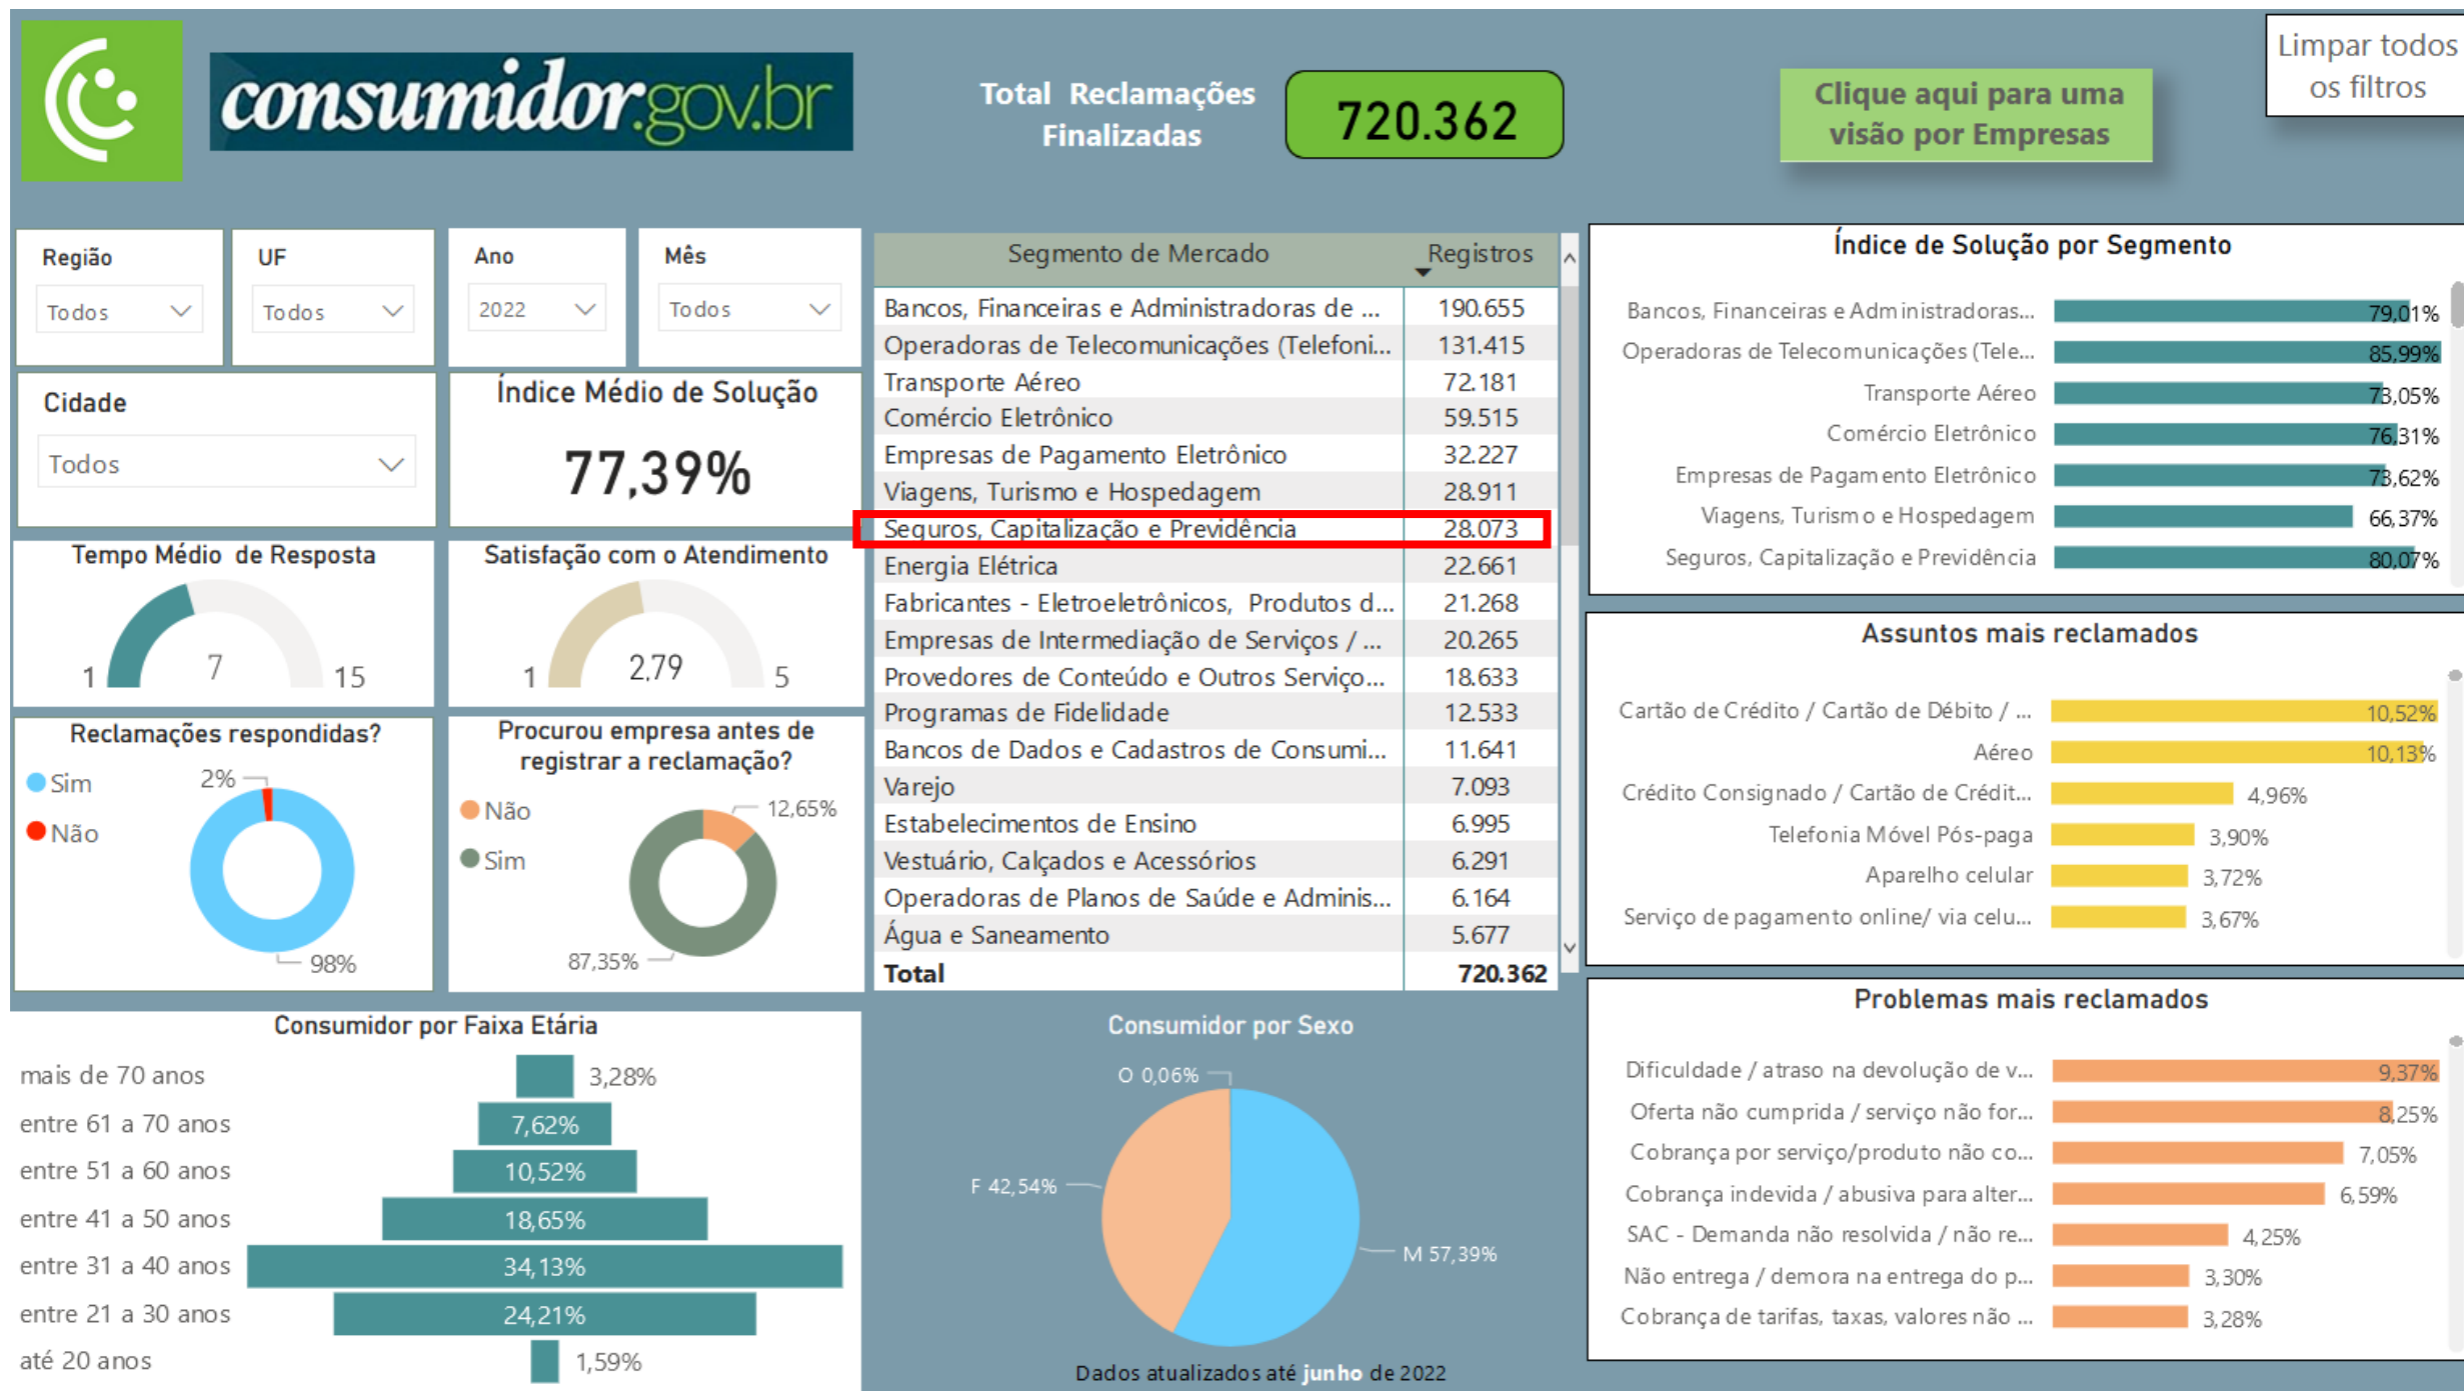 consumidor.gov.br
Total Reclamações
Finalizadas
720.362
Clique aqui para uma
visão por Empresas
Limpar todos
os filtros
Região
Todos
UF
Todos
Ano
2022
Mês
Todos
Cidade
Todos
Índice Médio de Solução
77,39%
Tempo Médio de Resposta
1 7 15
Satisfação com o Atendimento
1 2,79 5
Reclamações respondidas?
Sim
Não
2%
98%
Procurou empresa antes de
registrar a reclamação?
Não
Sim
12,65%
87,35%
Segmento de Mercado Registros
Bancos, Financeiras e Administradoras de ... 190.655
Operadoras de Telecomunicações (Telefoni... 131.415
Transporte Aéreo 72.181
Comércio Eletrônico 59.515
Empresas de Pagamento Eletrônico 32.227
Viagens, Turismo e Hospedagem 28.911
Seguros, Capitalização e Previdência 28.073
Energia Elétrica 22.661
Fabricantes - Eletroeletrônicos, Produtos d... 21.268
Empresas de Intermediação de Serviços / ... 20.265
Provedores de Conteúdo e Outros Serviço... 18.633
Programas de Fidelidade 12.533
Bancos de Dados e Cadastros de Consumi... 11.641
Varejo 7.093
Estabelecimentos de Ensino 6.995
Vestuário, Calçados e Acessórios 6.291
Operadoras de Planos de Saúde e Adminis... 6.164
Água e Saneamento 5.677
Total 720.362
Índice de Solução por Segmento
Bancos, Financeiras e Administradoras... 79,01%
Operadoras de Telecomunicações (Tele... 85,99%
Transporte Aéreo 73,05%
Comércio Eletrônico 76,31%
Empresas de Pagamento Eletrônico 73,62%
Viagens, Turismo e Hospedagem 66,37%
Seguros, Capitalização e Previdência 80,07%
Assuntos mais reclamados
Cartão de Crédito / Cartão de Débito / ... 10,52%
Aéreo 10,13%
Crédito Consignado / Cartão de Crédit... 4,96%
Telefonia Móvel Pós-paga 3,90%
Aparelho celular 3,72%
Serviço de pagamento online/ via celu... 3,67%
Problemas mais reclamados
Dificuldade / atraso na devolução de v... 9,37%
Oferta não cumprida / serviço não for... 8,25%
Cobrança por serviço/produto não co... 7,05%
Cobrança indevida / abusiva para alter... 6,59%
SAC - Demanda não resolvida / não re... 4,25%
Não entrega / demora na entrega do p... 3,30%
Cobrança de tarifas, taxas, valores não ... 3,28%
Consumidor por Faixa Etária
mais de 70 anos 3,28%
entre 61 a 70 anos 7,62%
entre 51 a 60 anos 10,52%
entre 41 a 50 anos 18,65%
entre 31 a 40 anos 34,13%
entre 21 a 30 anos 24,21%
até 20 anos 1,59%
Consumidor por Sexo
O 0,06%
F 42,54%
M 57,39%
Dados atualizados até junho de 2022